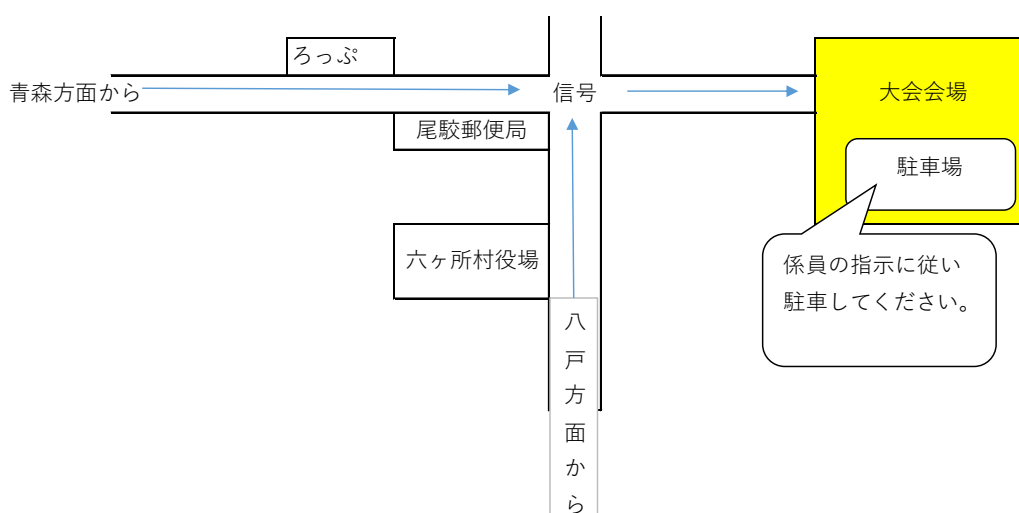 ろっぷ
青森方面から
信号
大会会場
尾駮郵便局
駐車場
六ヶ所村役場
係員の指示に従い
駐車してください。
八戸方面から